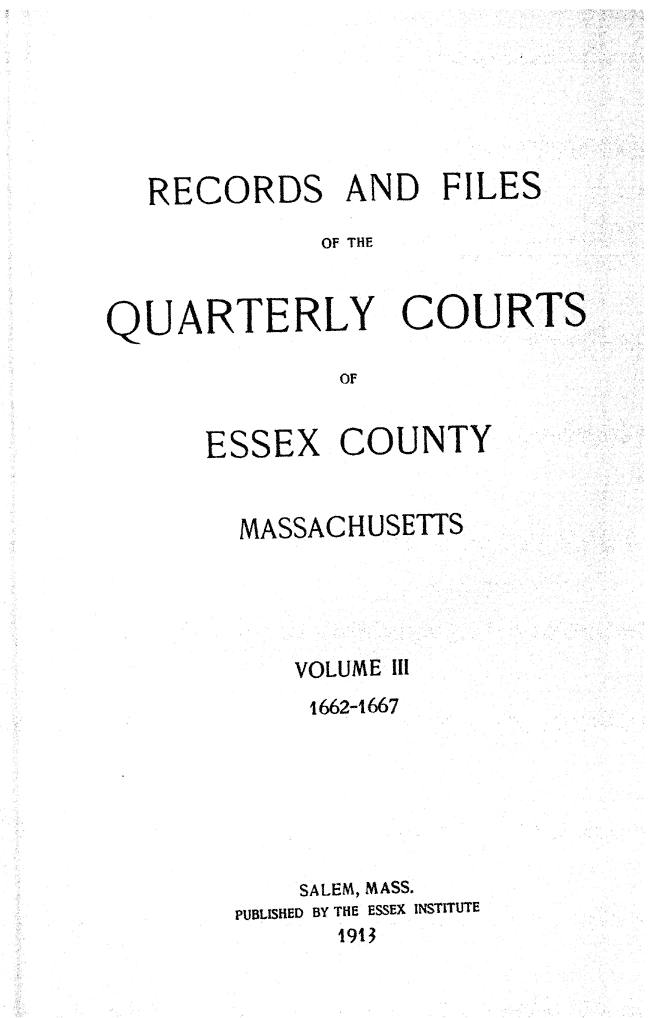 RECORDS AND FILES
OF THE
QUARTERLY COURTS
OF
ESSEX COUNTY
MASSACHUSETTS
VOLUME III
1662-1667
SALEM, MASS.
PUBLISHED BY THE ESSEX INSTITUTE
1913